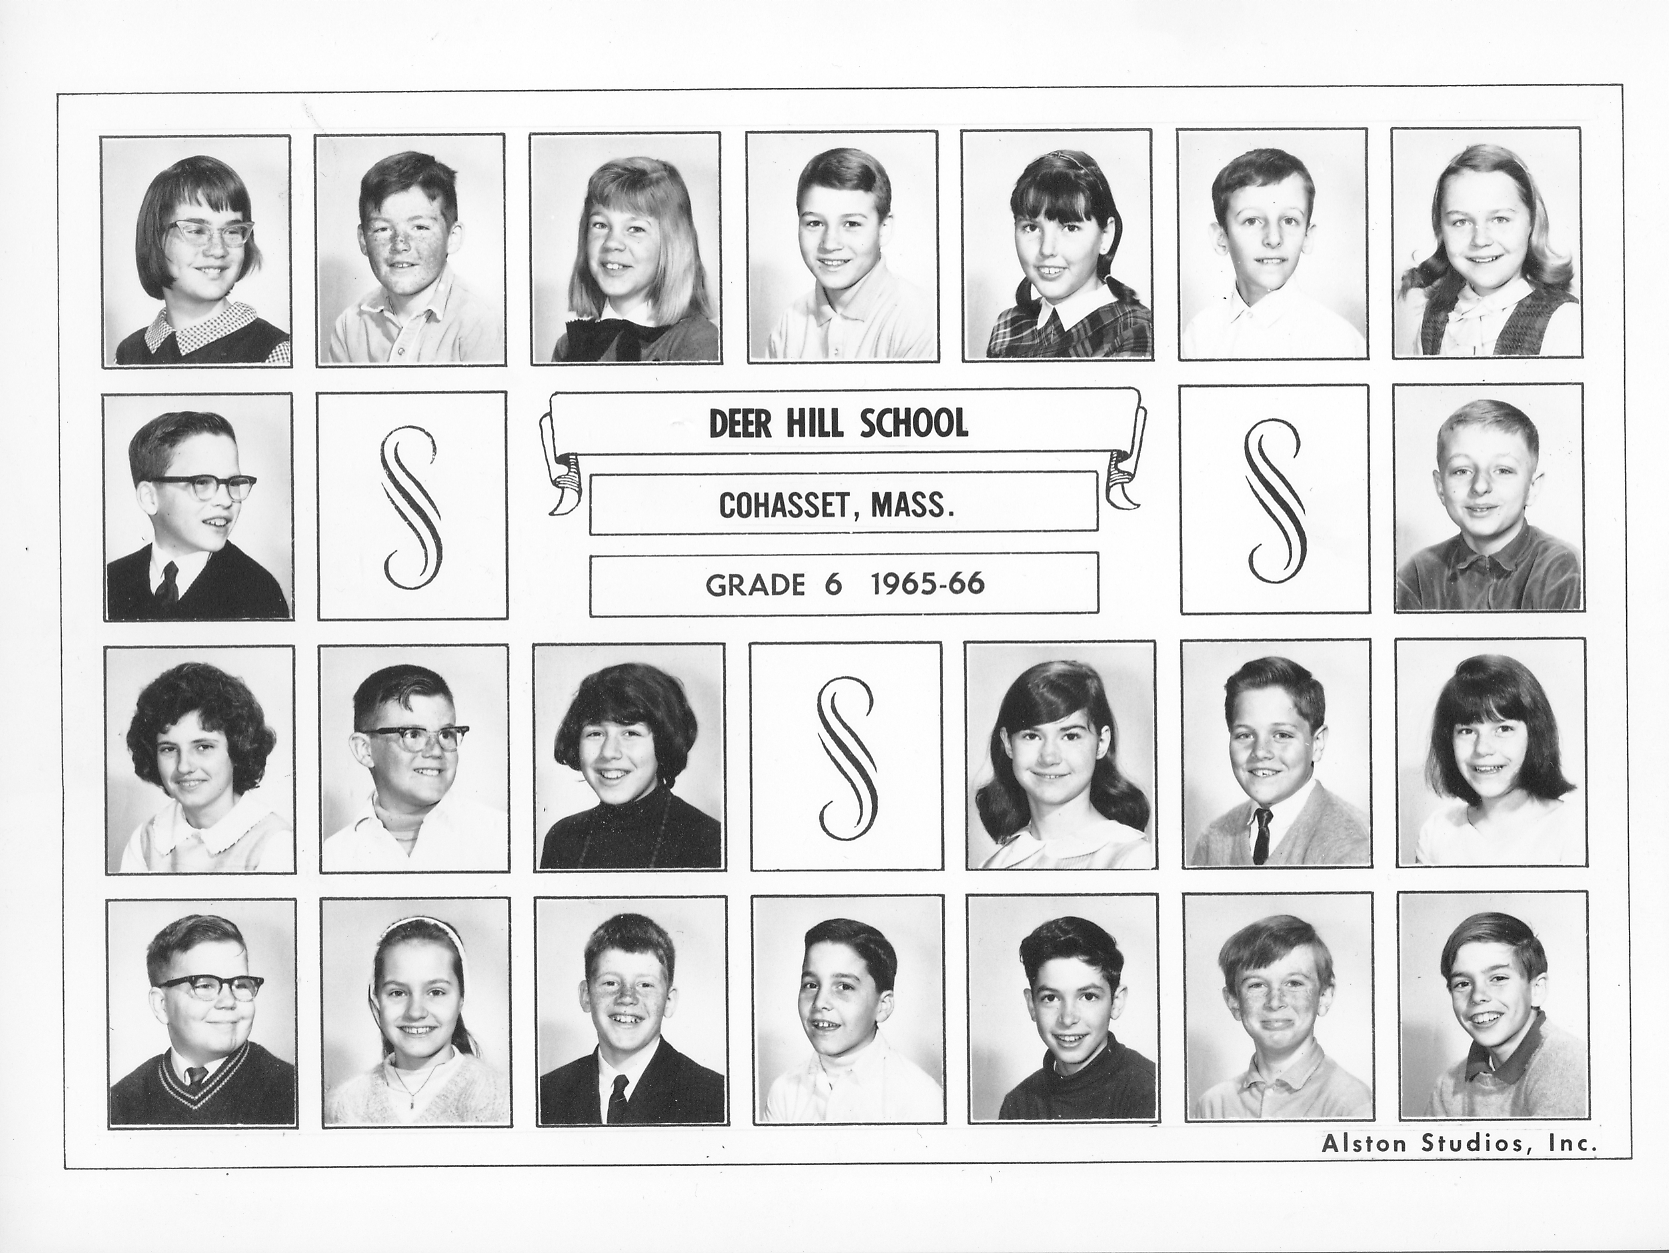 DEER HILL SCHOOL
COHASSET, MASS.
GRADE 6 1965-66
Alston Studios, Inc.